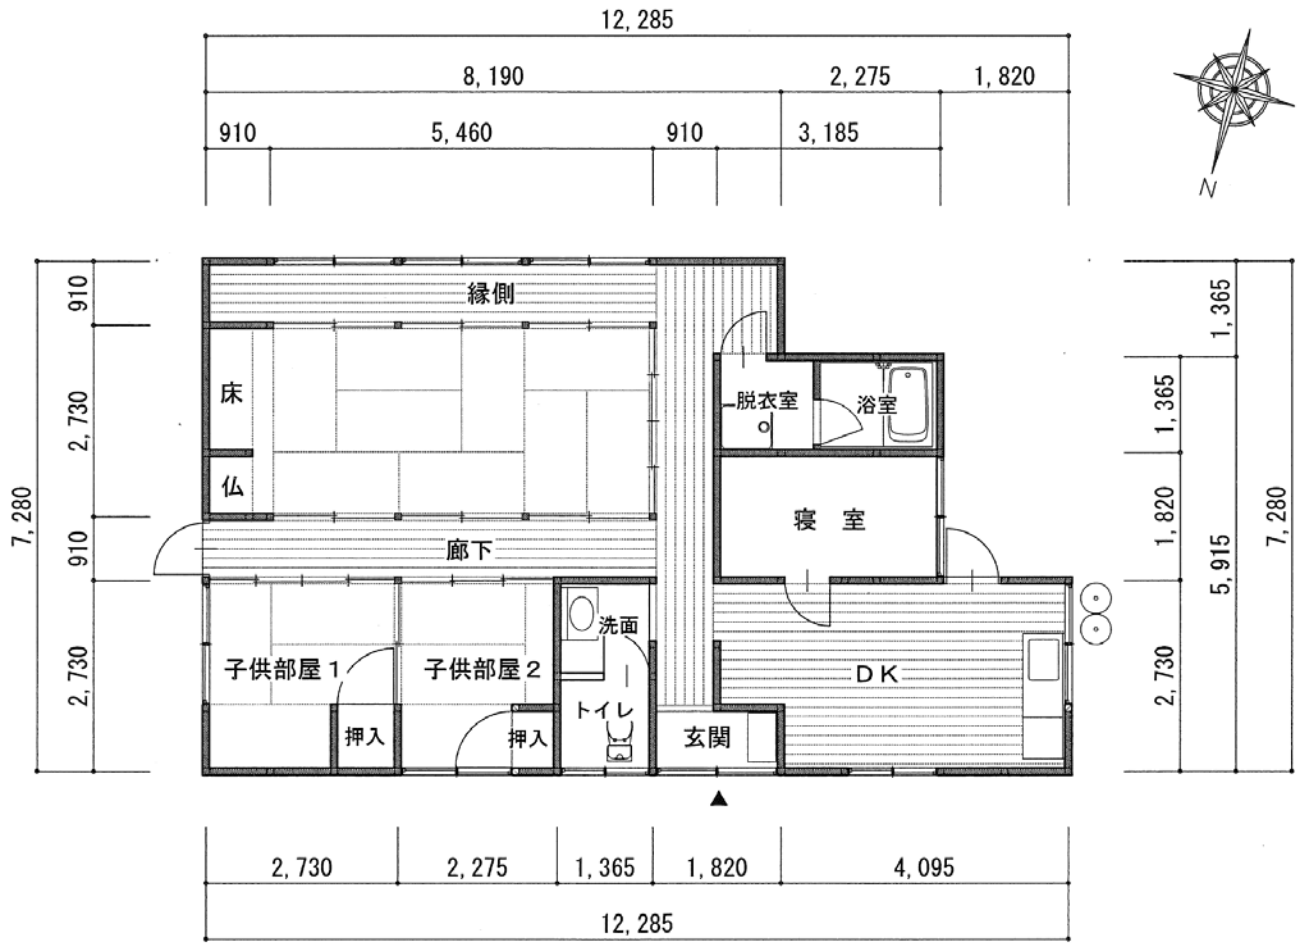 12,285
8,190
2,275
1,820
910
5,460
910
3,185
N
縁側
910
1,365
床
脱衣室
浴室
2,730
1,365
仏
寝 室
7,280
廊下
910
1,820
5,915
7,280
洗面
子供部屋1
子供部屋2
DK
2,730
2,730
トイレ
押入
押入
玄関
2,730
2,275
1,365
1,820
4,095
12,285